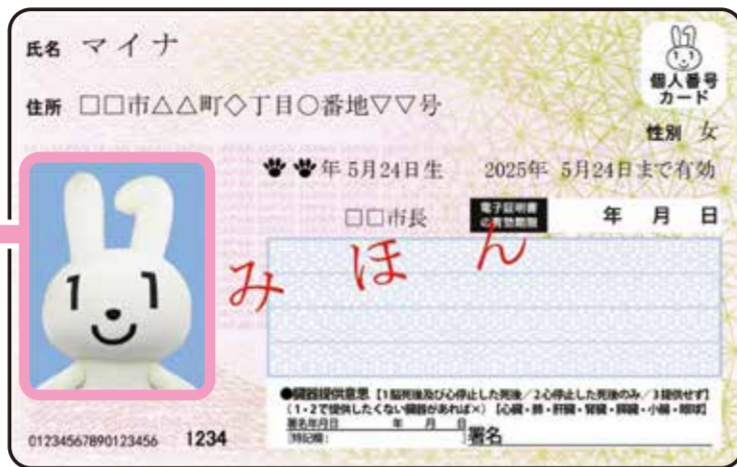 氏名 マイナ
個人番号
カード
住所 □□市△△町◇丁目○番地▽▽号
性別 女
年 5月24日生 2025年 5月24日まで有効
□□市長 電子証明書の有効期限 年 月 日
みほん
●臓器提供意思【1脳死後及び心停止した死後/2心停止した死後のみ/3提供せず】
(1・2で提供したくない臓器があれば×)【心臓・肺・肝臓・腎臓・膵臓・小腸・眼球】
署名年月日 年 月 日
[特記欄: ] 署名
01234567890123456 1234